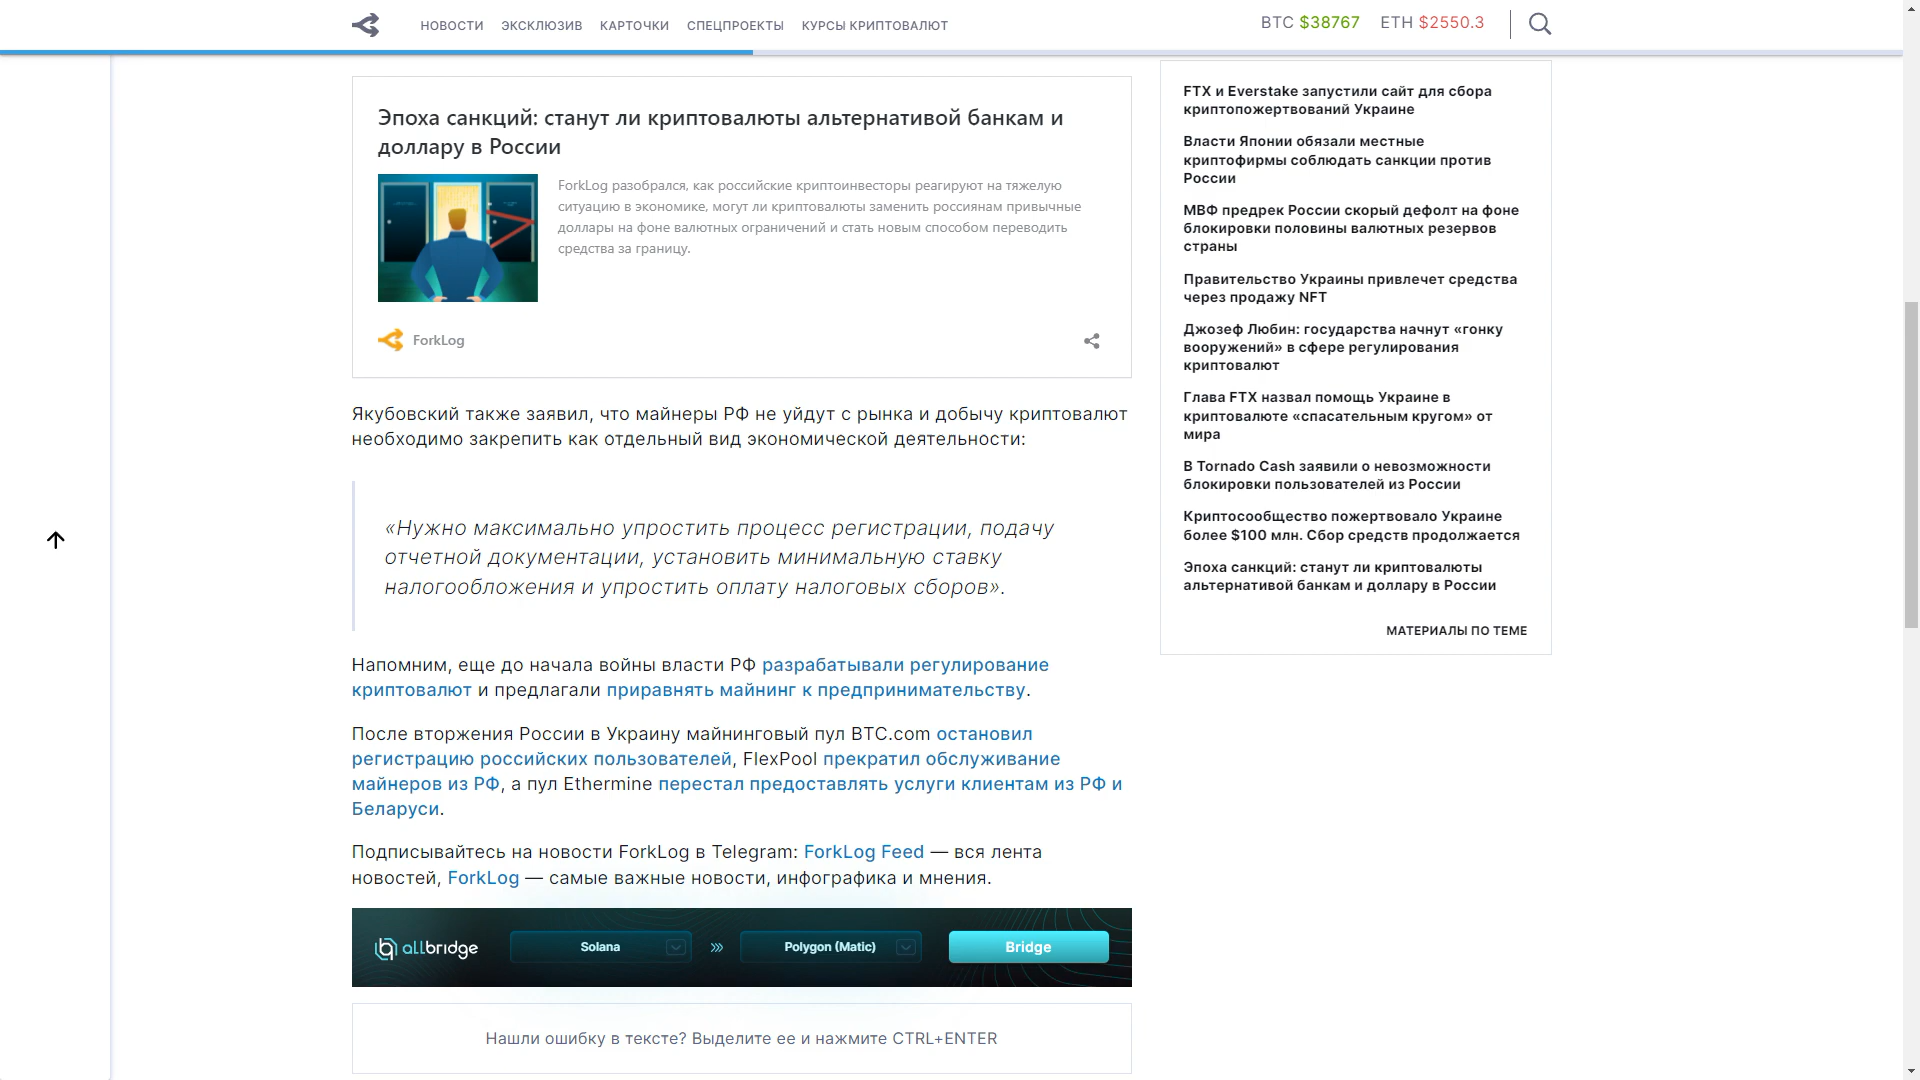 НОВОСТИ ЭКСКЛЮЗИВ КАРТОЧКИ СПЕЦПРОЕКТЫ КУРСЫ КРИПТОВАЛЮТ
BTC $38767 ETH $2550.3
Эпоха санкций: станут ли криптовалюты альтернативой банкам и
доллару в России
ForkLog разобрался, как российские криптоинвесторы реагируют на тяжелую
ситуацию в экономике, могут ли криптовалюты заменить россиянам привычные
доллары на фоне валютных ограничений и стать новым способом переводить
средства за границу.
ForkLog
Якубовский также заявил, что майнеры РФ не уйдут с рынка и добычу криптовалют
необходимо закрепить как отдельный вид экономической деятельности:
«Нужно максимально упростить процесс регистрации, подачу
отчетной документации, установить минимальную ставку
налогообложения и упростить оплату налоговых сборов».
Напомним, еще до начала войны власти РФ разрабатывали регулирование
криптовалют и предлагали приравнять майнинг к предпринимательству.
После вторжения России в Украину майнинговый пул BTC.com остановил
регистрацию российских пользователей, FlexPool прекратил обслуживание
майнеров из РФ, а пул Ethermine перестал предоставлять услуги клиентам из РФ и
Беларуси.
Подписывайтесь на новости ForkLog в Telegram: ForkLog Feed — вся лента
новостей, ForkLog — самые важные новости, инфографика и мнения.
allbridge Solana Polygon (Matic) Bridge
Нашли ошибку в тексте? Выделите ее и нажмите CTRL+ENTER
FTX и Everstake запустили сайт для сбора
криптопожертвований Украине
Власти Японии обязали местные
криптофирмы соблюдать санкции против
России
МВФ предрек России скорый дефолт на фоне
блокировки половины валютных резервов
страны
Правительство Украины привлечет средства
через продажу NFT
Джозеф Любин: государства начнут «гонку
вооружений» в сфере регулирования
криптовалют
Глава FTX назвал помощь Украине в
криптовалюте «спасательным кругом» от
мира
В Tornado Cash заявили о невозможности
блокировки пользователей из России
Криптосообщество пожертвовало Украине
более $100 млн. Сбор средств продолжается
Эпоха санкций: станут ли криптовалюты
альтернативой банкам и доллару в России
МАТЕРИАЛЫ ПО ТЕМЕ